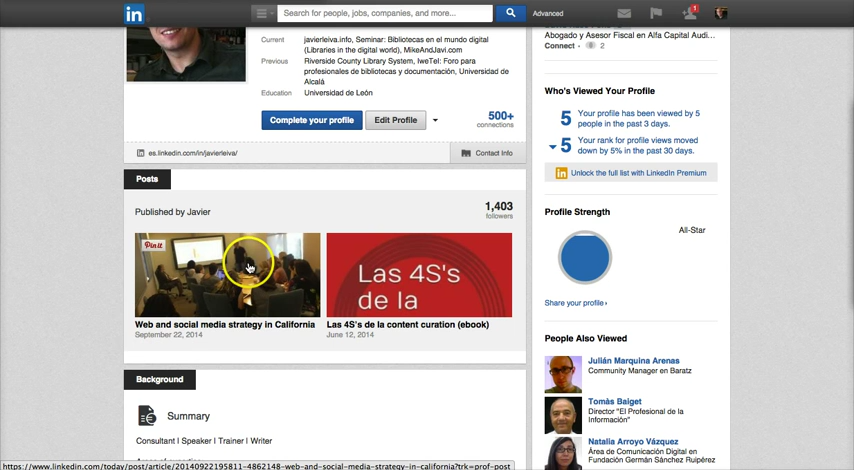 in
Search for people, jobs, companies, and more...
Advanced
1
Current javierleiva.info, Seminar: Bibliotecas en el mundo digital
(Libraries in the digital world), MikeAndJavi.com
Previous Riverside County Library System, IweTel: Foro para
profesionales de bibliotecas y documentación, Universidad de
Alcalá
Education Universidad de León
Complete your profile
Edit Profile
500+
connections
es.linkedin.com/in/javierleiva/
Contact Info
Posts
Published by Javier
1,403
followers
Pin it
Las 4S's
de la
Web and social media strategy in California
September 22, 2014
Las 4S's de la content curation (ebook)
June 12, 2014
Background
Summary
Consultant | Speaker | Trainer | Writer
Abogado y Asesor Fiscal en Alfa Capital Audi...
Connect • 2
Who's Viewed Your Profile
5 Your profile has been viewed by 5
people in the past 3 days.
5 Your rank for profile views moved
down by 5% in the past 30 days.
in Unlock the full list with LinkedIn Premium
Profile Strength
All-Star
Share your profile ›
People Also Viewed
Julián Marquina Arenas
Community Manager en Baratz
Tomàs Baiget
Director "El Profesional de la
Información"
Natalia Arroyo Vázquez
Área de Comunicación Digital en
Fundación Germán Sánchez Ruipérez
https://www.linkedin.com/today/post/article/20140922195811-4862148-web-and-social-media-strategy-in-california?trk=prof-post